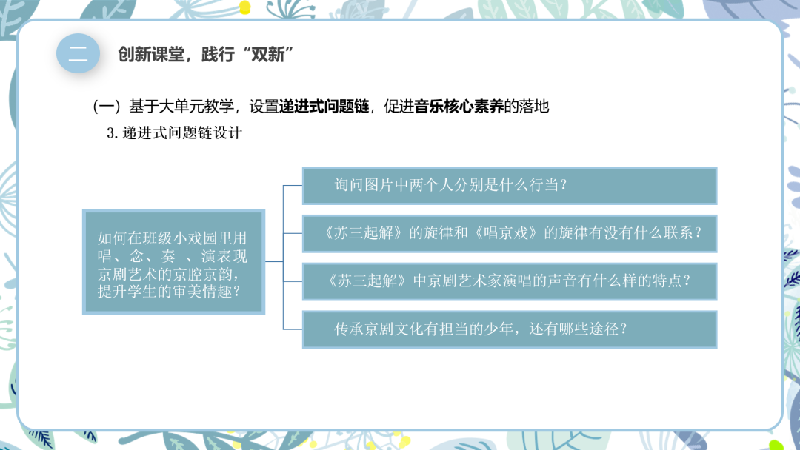 二
创新课堂，践行“双新”
(一）基于大单元教学，设置递进式问题链，促进音乐核心素养的落地
3.递进式问题链设计
如何在班级小戏园里用
唱、念、奏 、演表现
京剧艺术的京腔京韵，
提升学生的审美情趣？
询问图片中两个人分别是什么行当？
《苏三起解》的旋律和《唱京戏》的旋律有没有什么联系？
《苏三起解》中京剧艺术家演唱的声音有什么样的特点？
传承京剧文化有担当的少年，还有哪些途径？